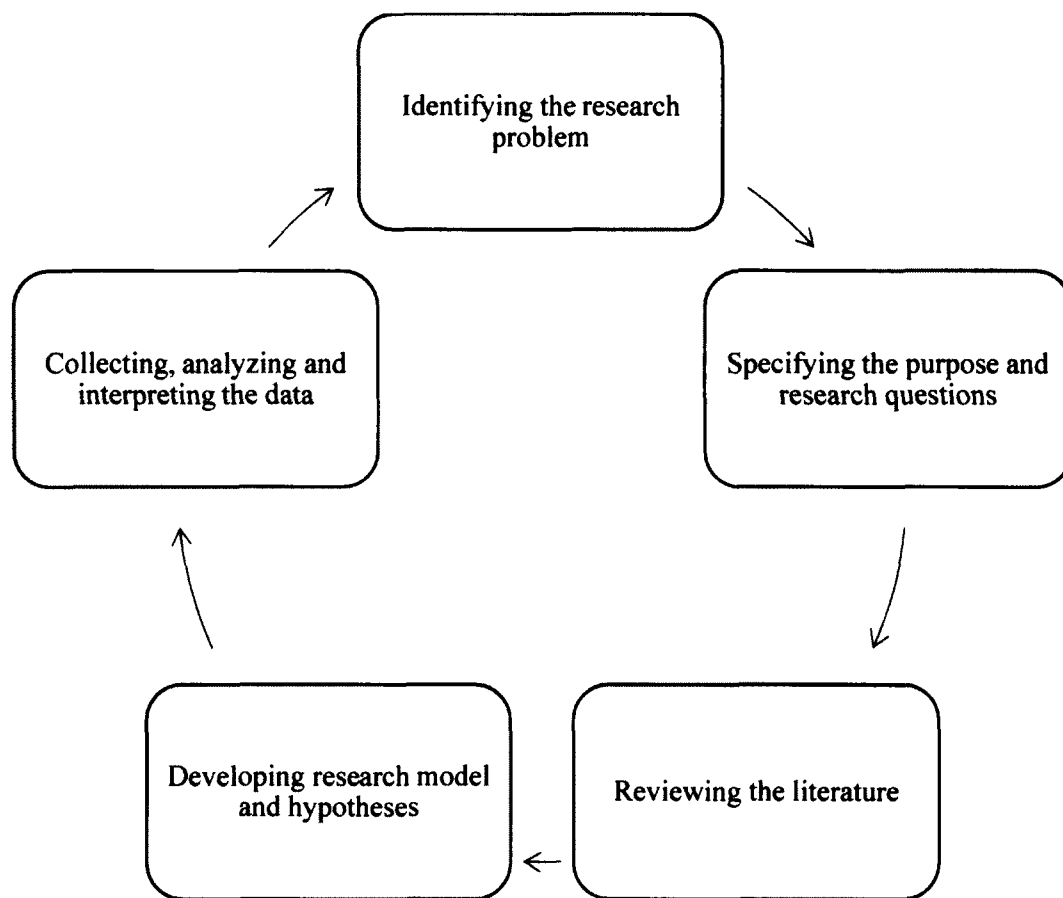 Identifying the research
problem
Specifying the purpose and
research questions
Reviewing the literature
Developing research model
and hypotheses
Collecting, analyzing and
interpreting the data